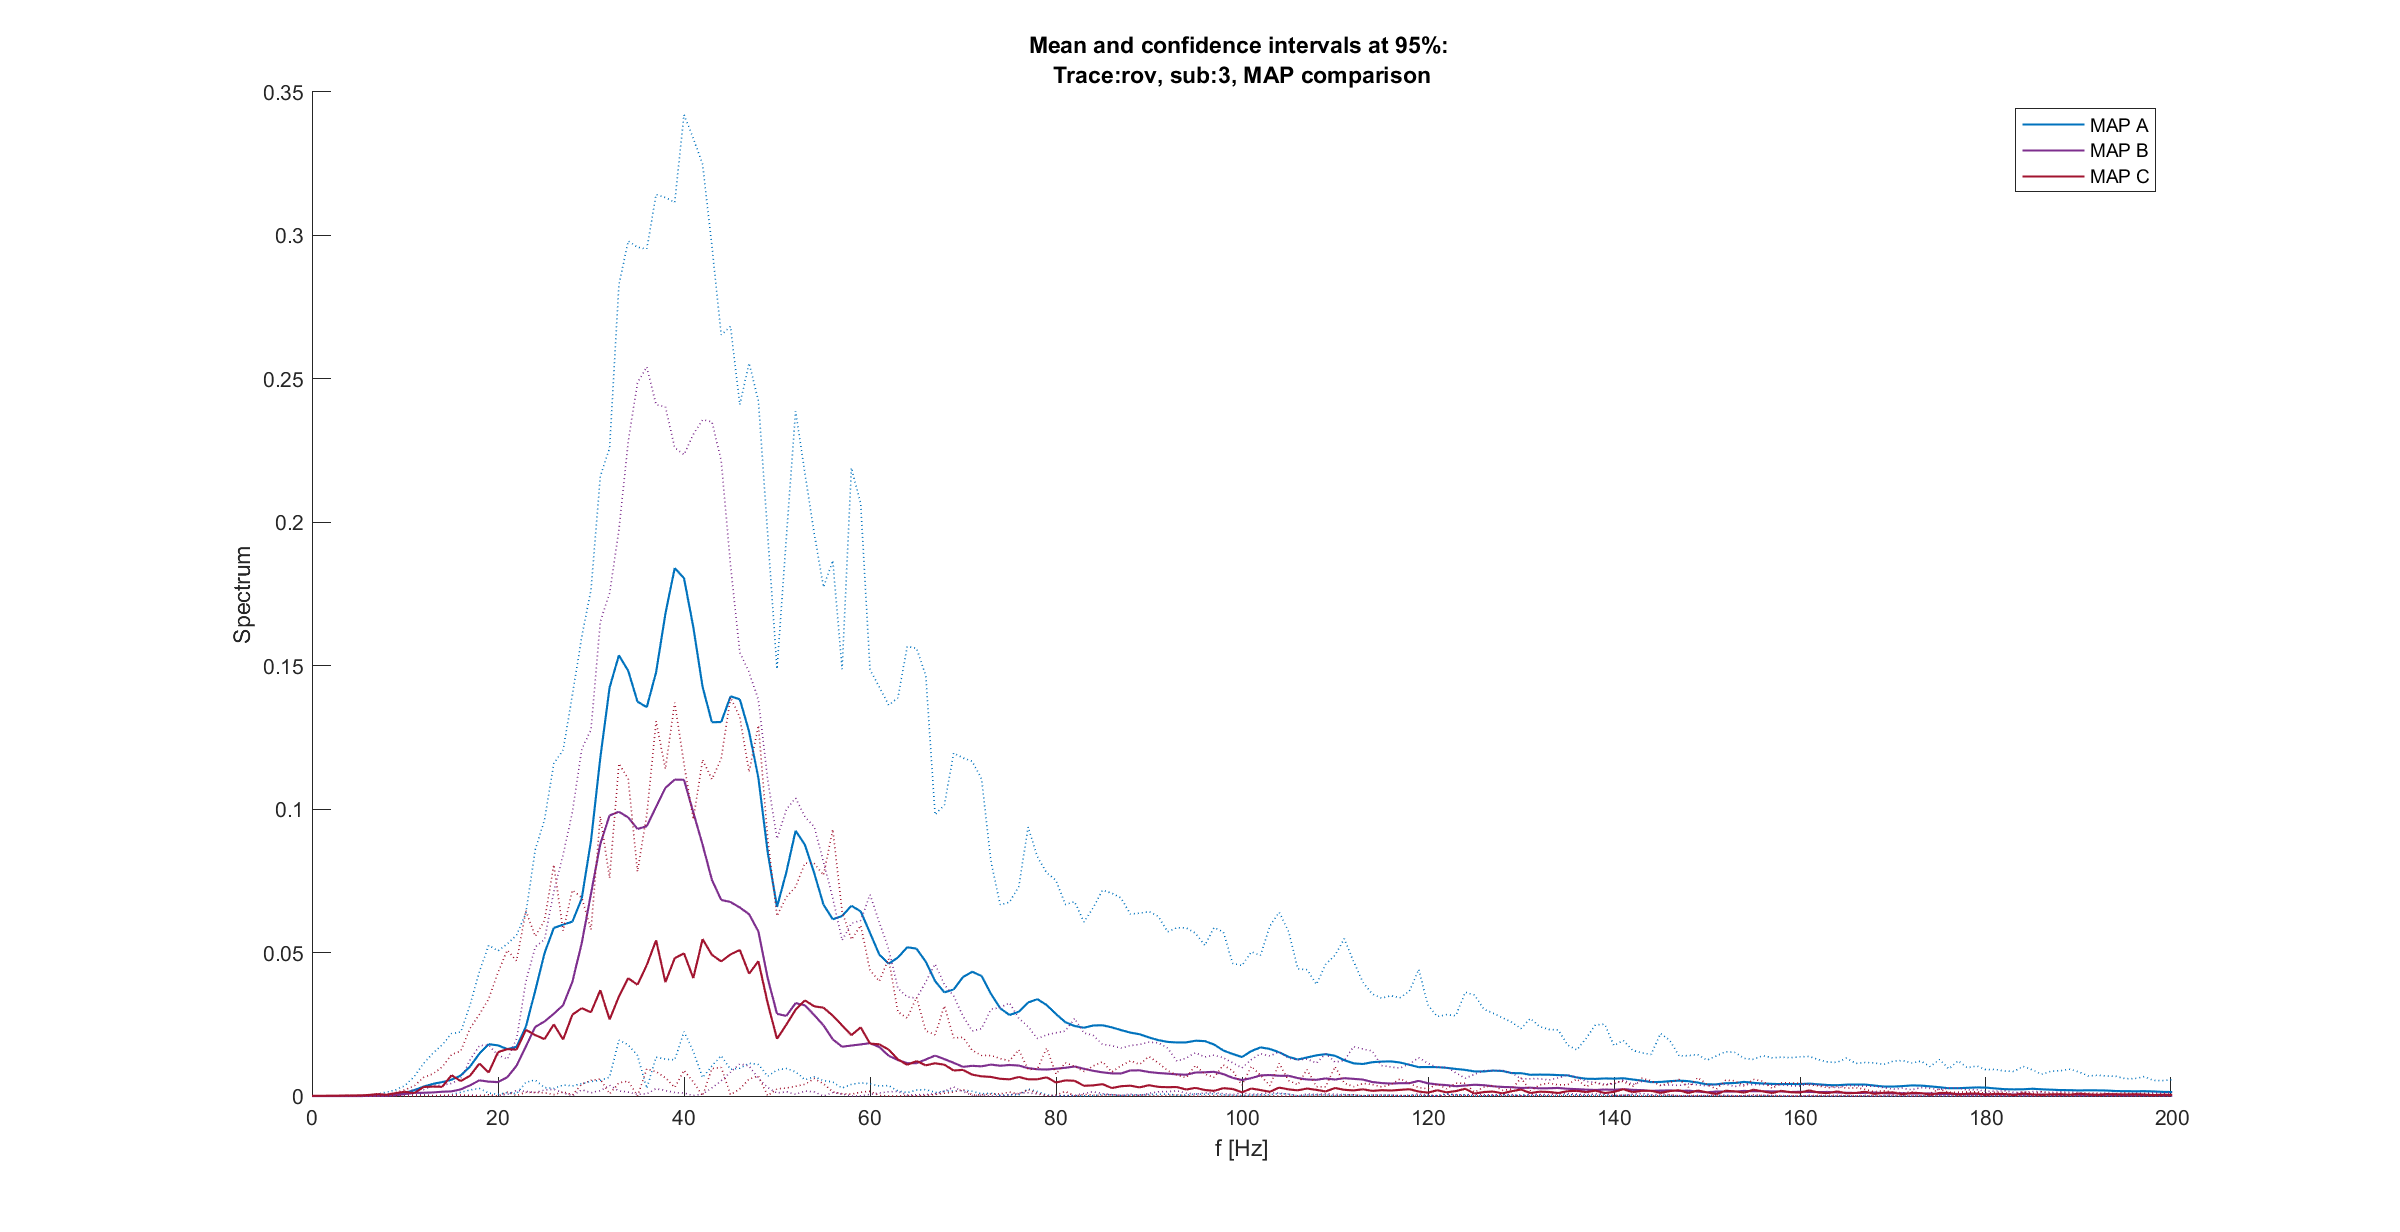 Mean and confidence intervals at 95%:
Trace:rov, sub:3, MAP comparison
MAP A
MAP B
MAP C
0.35
0.3
0.25
0.2
0.15
0.1
0.05
0
Spectrum
0 20 40 60 80 100 120 140 160 180 200
f [Hz]